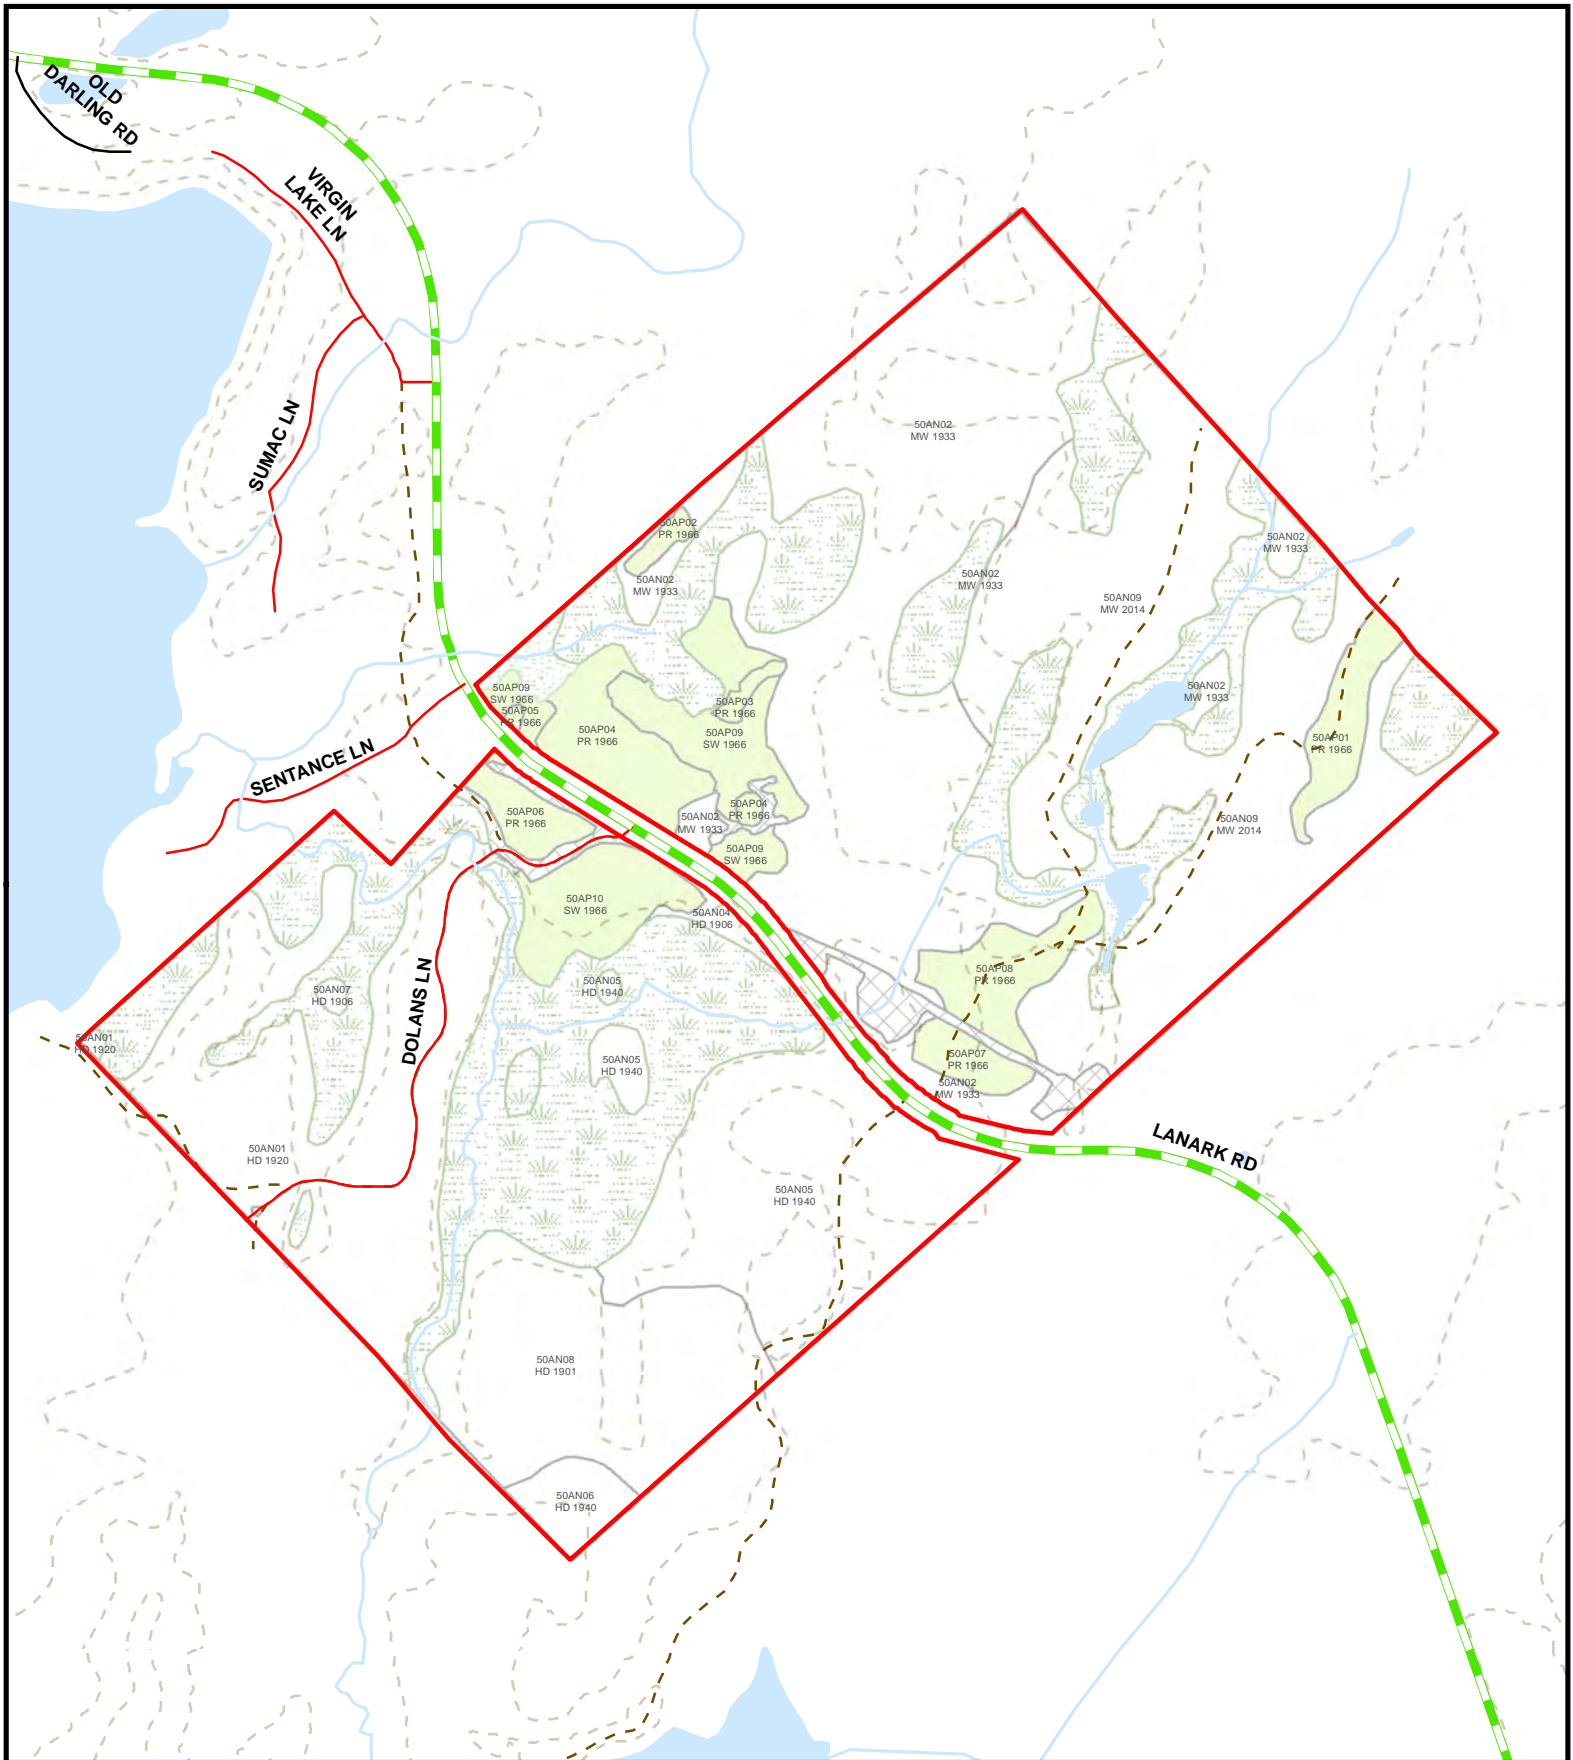 OLD
DARLING RD
VIRGIN
LAKE LN
50AN02
MW 1933
SUMAC LN
50AP02
PR 1966
50AN02
MW 1933
50AN02
MW 1933
50AN02
MW 1933
50AN09
MW 2014
50AP09
SW 1966
50AP05
PR 1966
50AP03
PR 1966
50AN02
MW 1933
50AP04
PR 1966
50AP09
SW 1966
50AP01
PR 1966
SENTANCE LN
50AP06
PR 1966
50AP04
PR 1966
50AN02
MW 1933
50AN09
MW 2014
50AP09
SW 1966
50AP10
SW 1966
50AN04
HD 1906
50AN07
HD 1906
50AN05
HD 1940
50AP08
PR 1966
DOLANS LN
50AN01
HD 1920
50AN05
HD 1940
50AP07
PR 1966
50AN02
MW 1933
50AN01
HD 1920
LANARK RD
50AN05
HD 1940
50AN08
HD 1901
50AN06
HD 1940